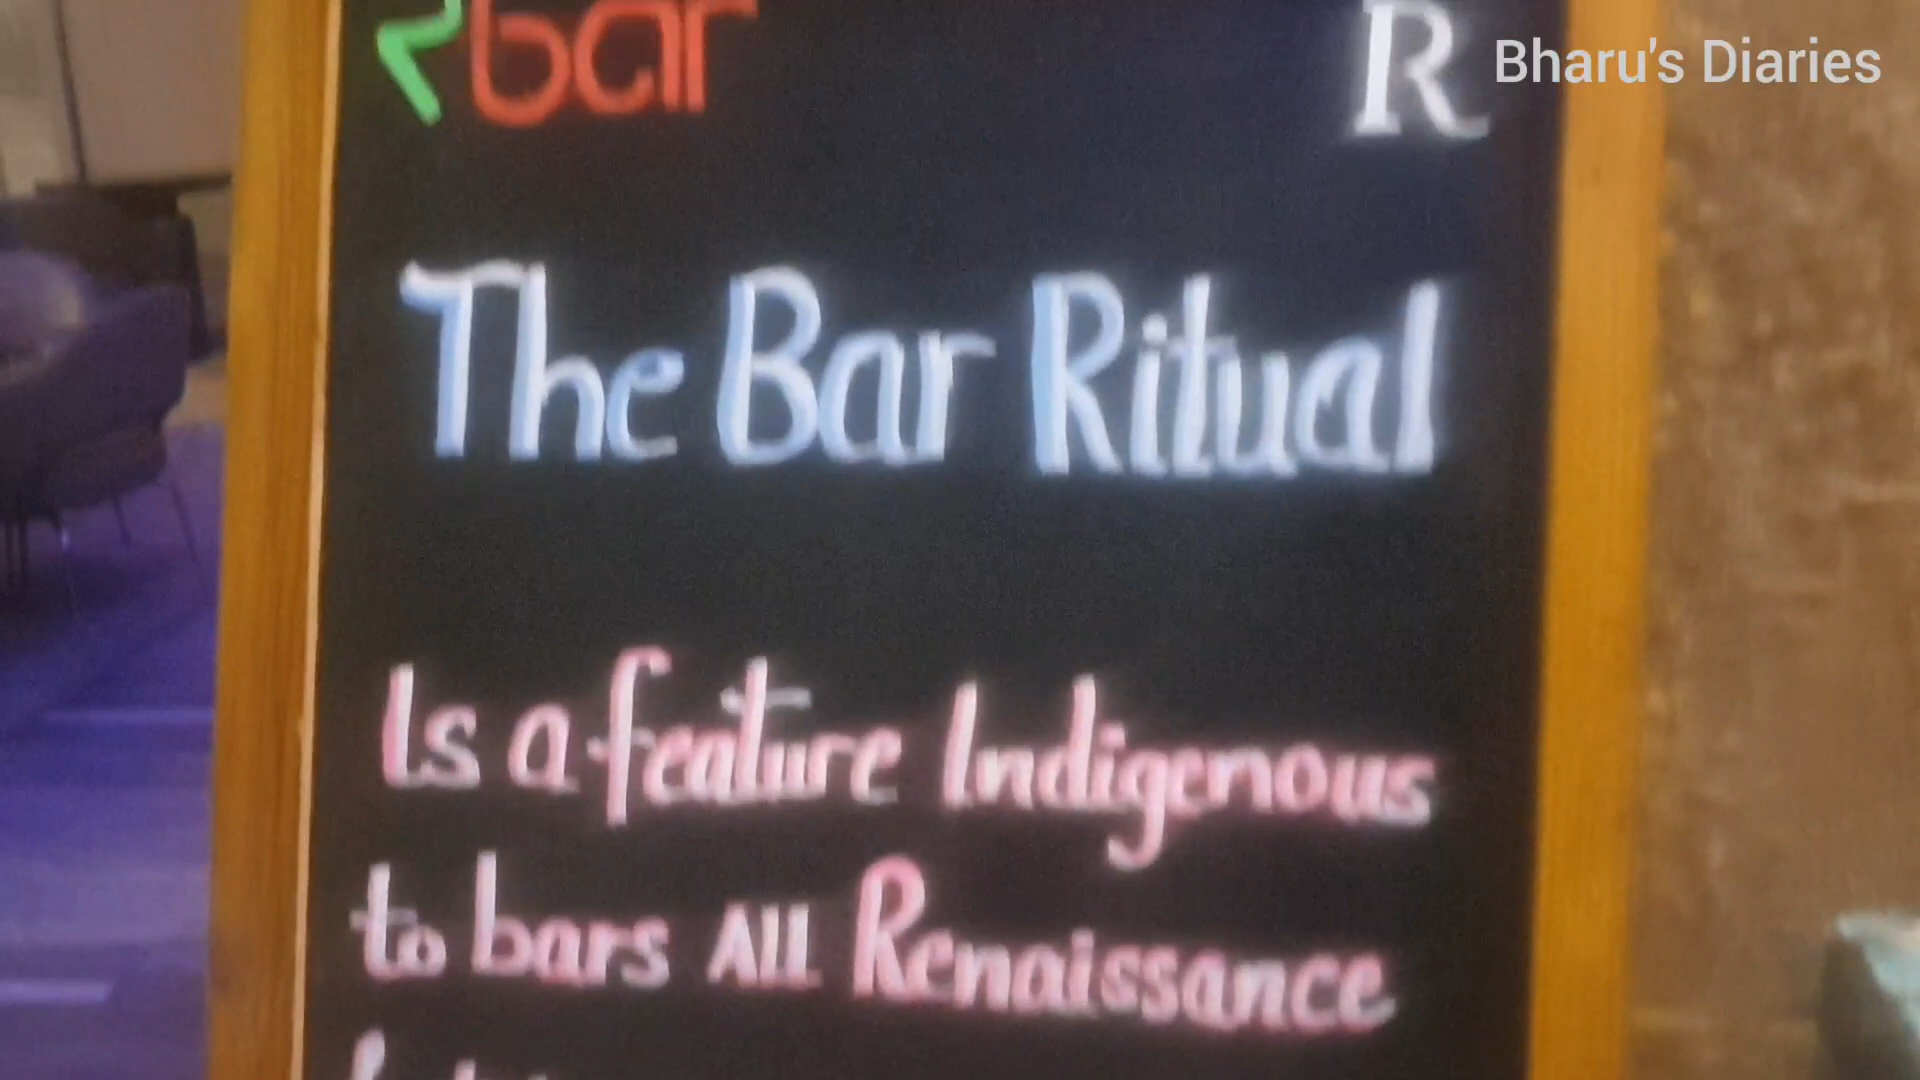 bar
R
Bharu's Diaries
The Bar Ritual
Is a feature Indigenous
to bars All Renaissance